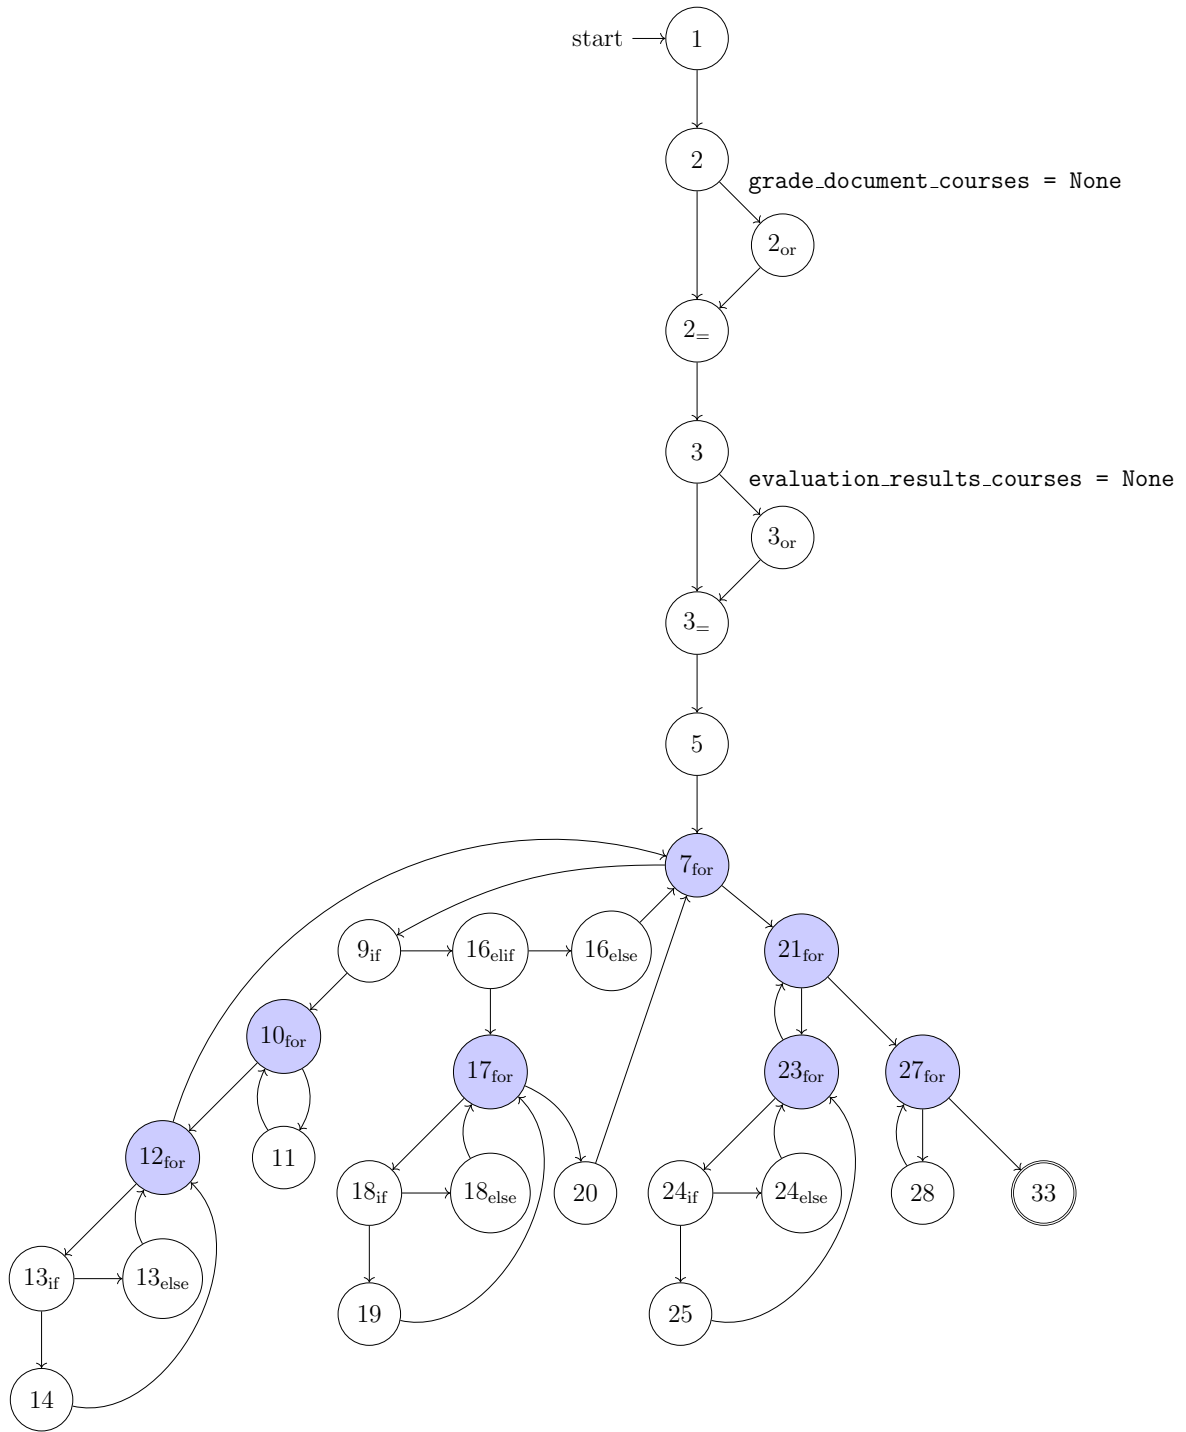 start
1
2
grade_document_courses = None
2or
2=
3
evaluation_results_courses = None
3or
3=
5
7for
9if
16elif
16else
21for
10for
17for
23for
27for
12for
11
18if
18else
20
24if
24else
28
33
13if
13else
19
25
14